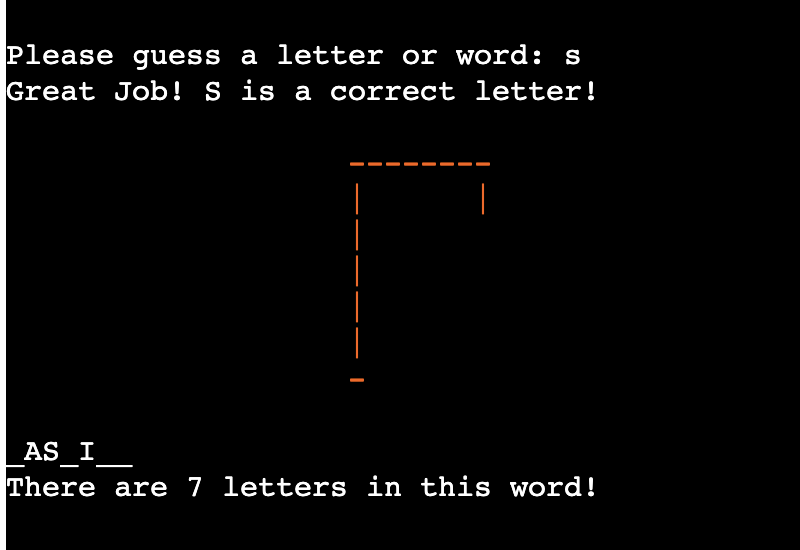 Please guess a letter or word: s
Great Job! S is a correct letter!
--------
| |
|
|
|
|
-
_AS_I__
There are 7 letters in this word!